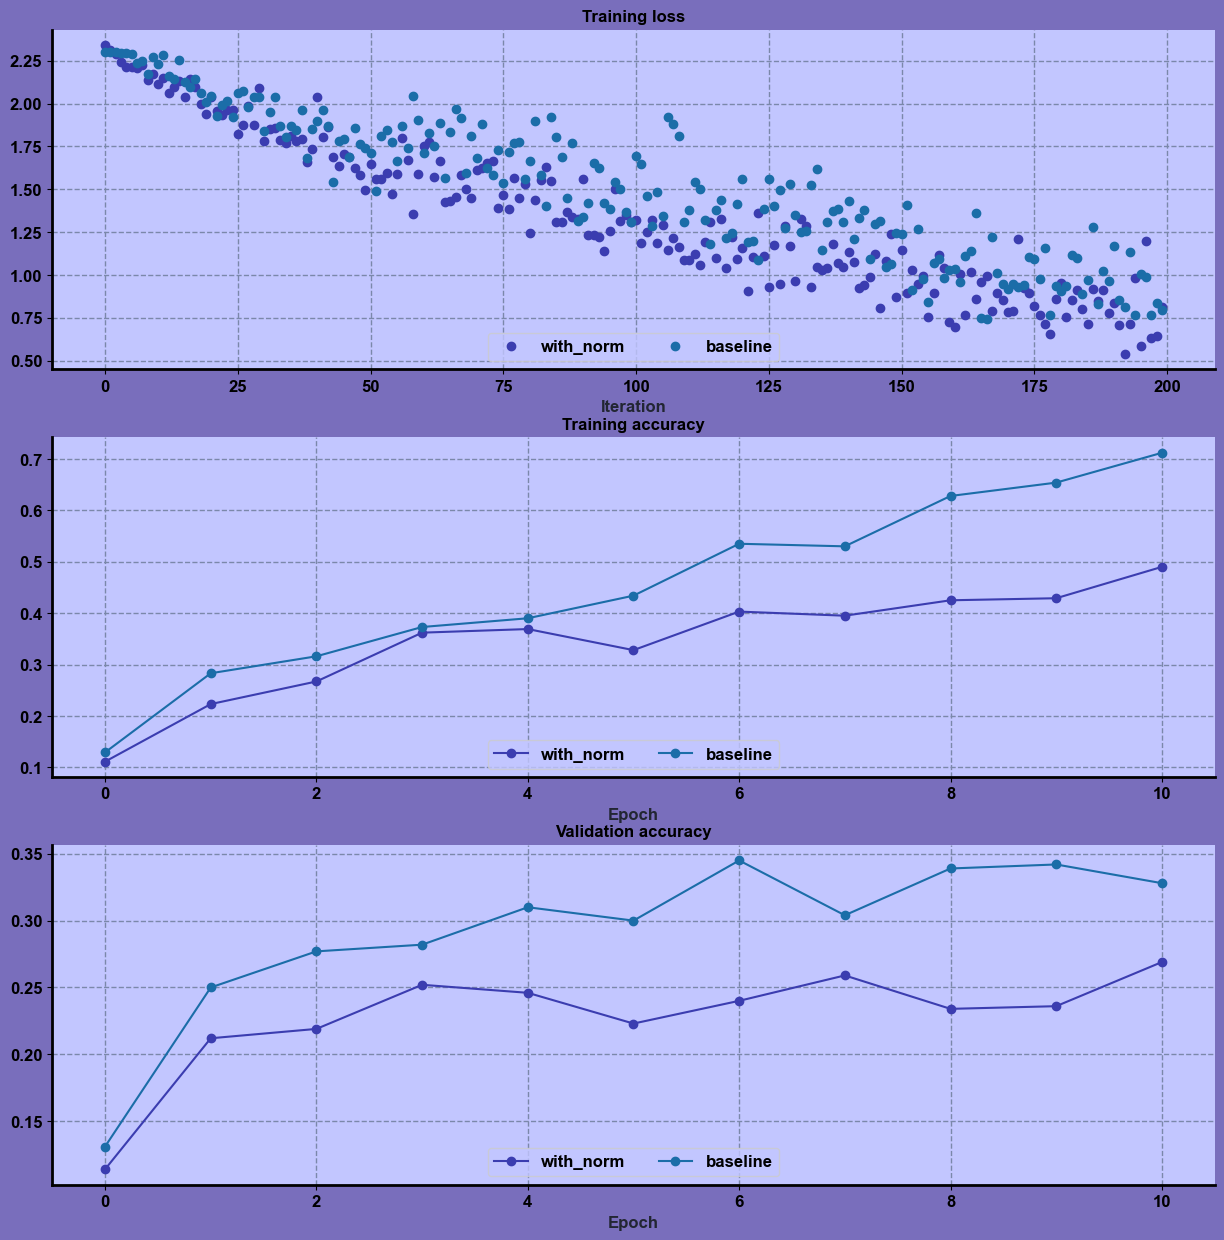 Training loss
2.25
2.00
1.75
1.50
1.25
1.00
0.75
0.50
with_norm baseline
0 25 50 75 100 125 150 175 200
Iteration
Training accuracy
0.7
0.6
0.5
0.4
0.3
0.2
0.1
with_norm baseline
0 2 4 6 8 10
Epoch
Validation accuracy
0.35
0.30
0.25
0.20
0.15
with_norm baseline
0 2 4 6 8 10
Epoch